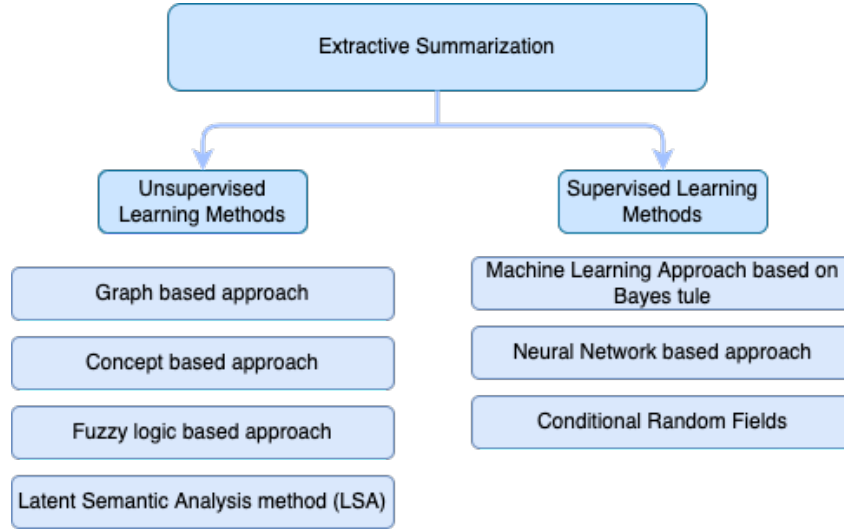 Extractive Summarization
Unsupervised
Learning Methods
Supervised Learning
Methods
Graph based approach
Concept based approach
Fuzzy logic based approach
Latent Semantic Analysis method (LSA)
Machine Learning Approach based on
Bayes tule
Neural Network based approach
Conditional Random Fields